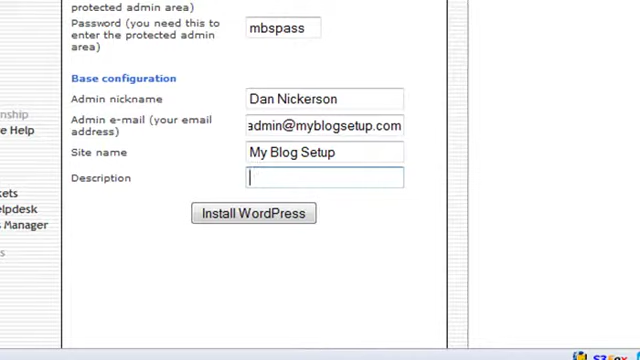 protected admin area)
Password (you need this to
enter the protected admin
area)
mbspass
Base configuration
Admin nickname
Dan Nickerson
Admin e-mail (your email
address)
admin@myblogsetup.com
Site name
My Blog Setup
Description
Install WordPress
nship
e Help
kets
elpdesk
s Manager
s
S3Fox